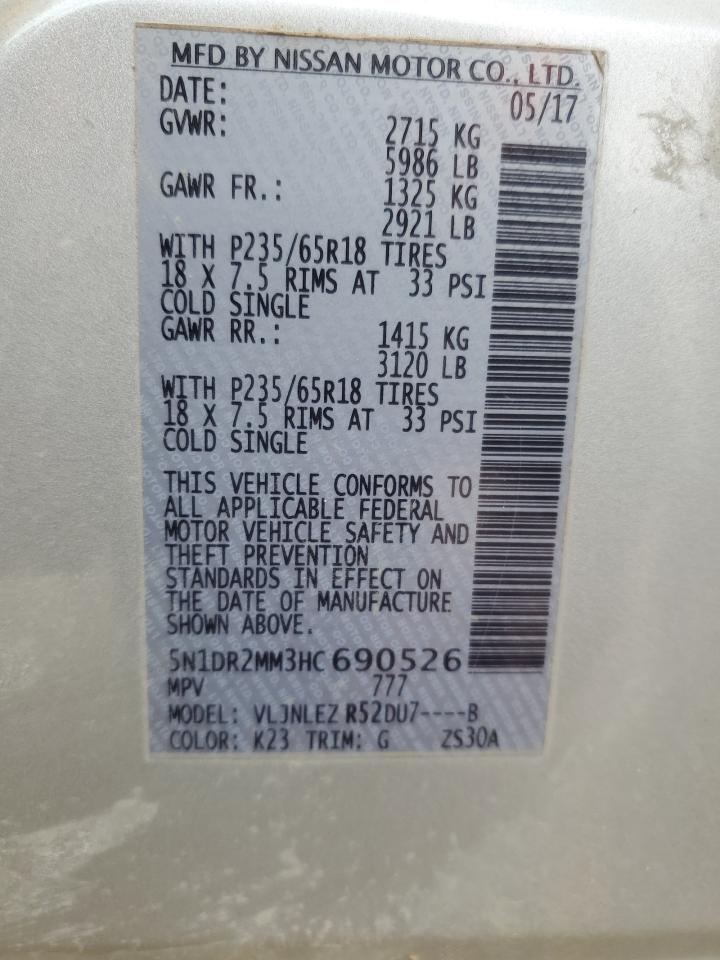 MFD BY NISSAN MOTOR CO., LTD.
DATE: 05/17
GVWR: 2715 KG
5986 LB
GAWR FR.: 1325 KG
2921 LB
WITH P235/65R18 TIRES
18 X 7.5 RIMS AT 33 PSI
COLD SINGLE
GAWR RR.: 1415 KG
3120 LB
WITH P235/65R18 TIRES
18 X 7.5 RIMS AT 33 PSI
COLD SINGLE
THIS VEHICLE CONFORMS TO
ALL APPLICABLE FEDERAL
MOTOR VEHICLE SAFETY AND
THEFT PREVENTION
STANDARDS IN EFFECT ON
THE DATE OF MANUFACTURE
SHOWN ABOVE.
5N1DR2MM3HC690526
MPV 777
MODEL: VLJNLEZ R52DU7----B
COLOR: K23 TRIM: G ZS30A